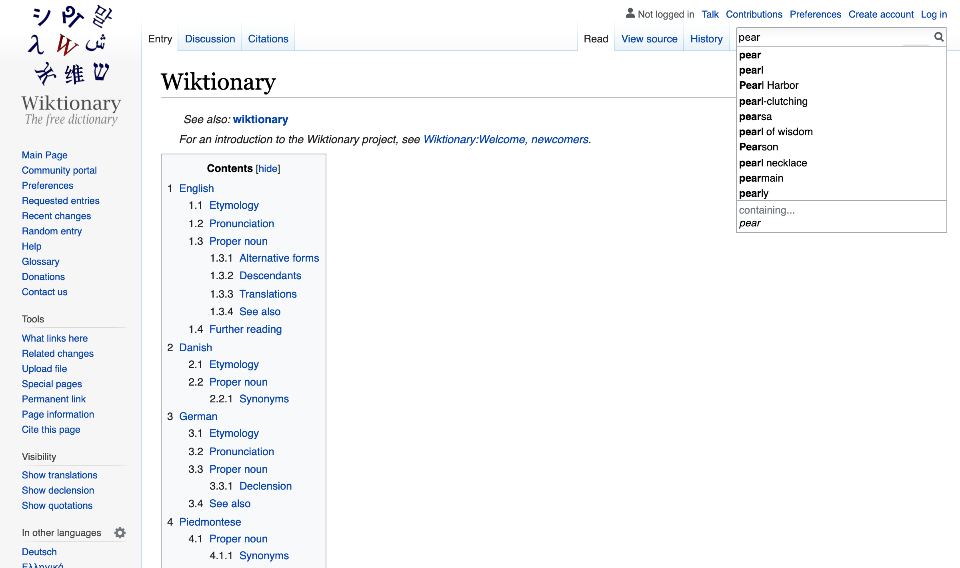 シ
Wiktionary
The free dictionary
Not logged in Talk Contributions Preferences Create account Log in
Entry Discussion Citations Read View source History
pear
pear
pearl
Pearl Harbor
pearl-clutching
pearsa
pearl of wisdom
Pearson
pearl necklace
pearmain
pearly
containing...
pear
Wiktionary
See also: wiktionary
For an introduction to the Wiktionary project, see Wiktionary:Welcome, newcomers.
Contents [hide]
1 English
1.1 Etymology
1.2 Pronunciation
1.3 Proper noun
1.3.1 Alternative forms
1.3.2 Descendants
1.3.3 Translations
1.3.4 See also
1.4 Further reading
2 Danish
2.1 Etymology
2.2 Proper noun
2.2.1 Synonyms
3 German
3.1 Etymology
3.2 Pronunciation
3.3 Proper noun
3.3.1 Declension
3.4 See also
4 Piedmontese
4.1 Proper noun
4.1.1 Synonyms
Main Page
Community portal
Preferences
Requested entries
Recent changes
Random entry
Help
Glossary
Donations
Contact us
Tools
What links here
Related changes
Upload file
Special pages
Permanent link
Page information
Cite this page
Visibility
Show translations
Show declension
Show quotations
In other languages
Deutsch
Ελληνικά